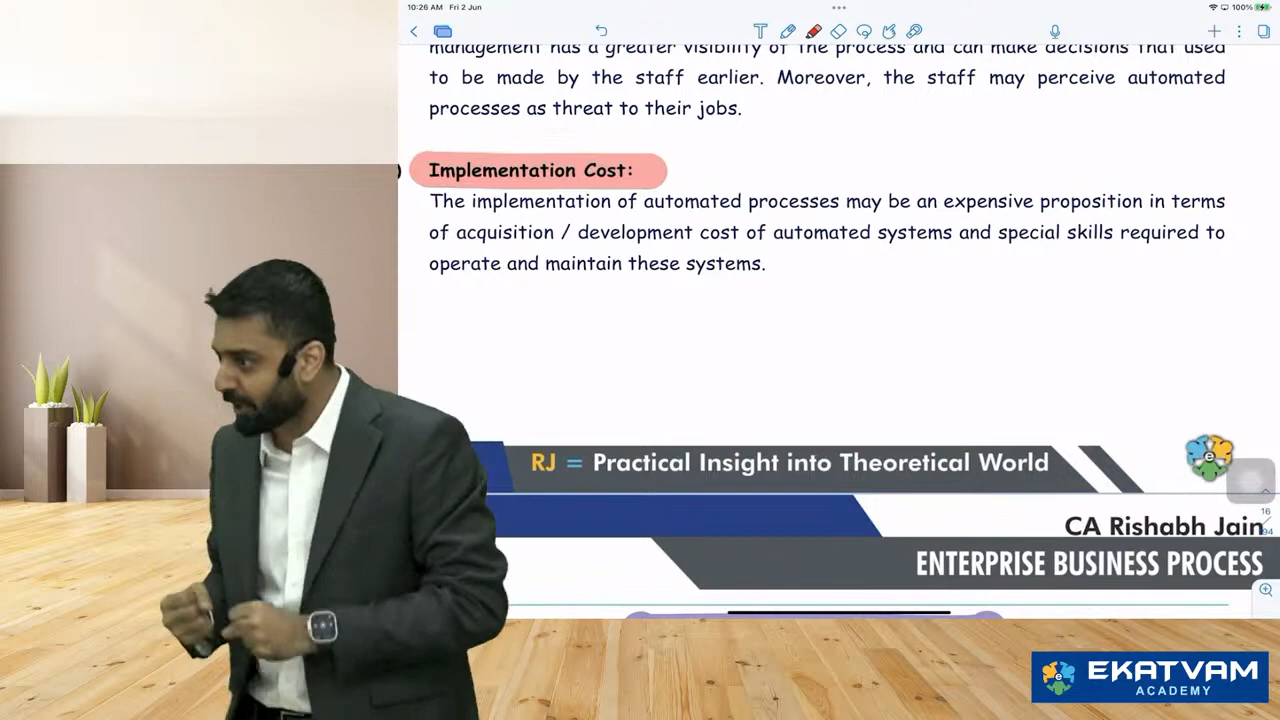 10:26 AM Fri 2 Jun
100%
management has a greater visibility of the process and can make decisions that used
to be made by the staff earlier. Moreover, the staff may perceive automated
processes as threat to their jobs.
) Implementation Cost:
The implementation of automated processes may be an expensive proposition in terms
of acquisition / development cost of automated systems and special skills required to
operate and maintain these systems.
RJ = Practical Insight into Theoretical World
16
/
94
CA Rishabh Jain
ENTERPRISE BUSINESS PROCESS
EKATVAM
ACADEMY